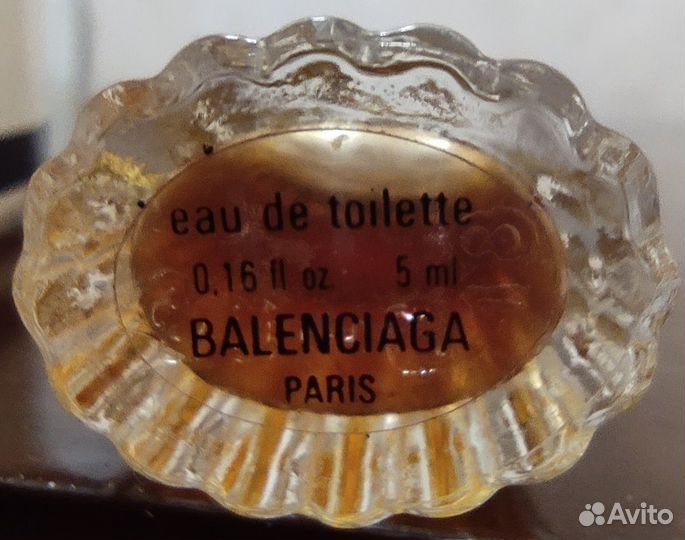 eau de toilette
0.16 fl oz. 5 ml
BALENCIAGA
PARIS
Avito